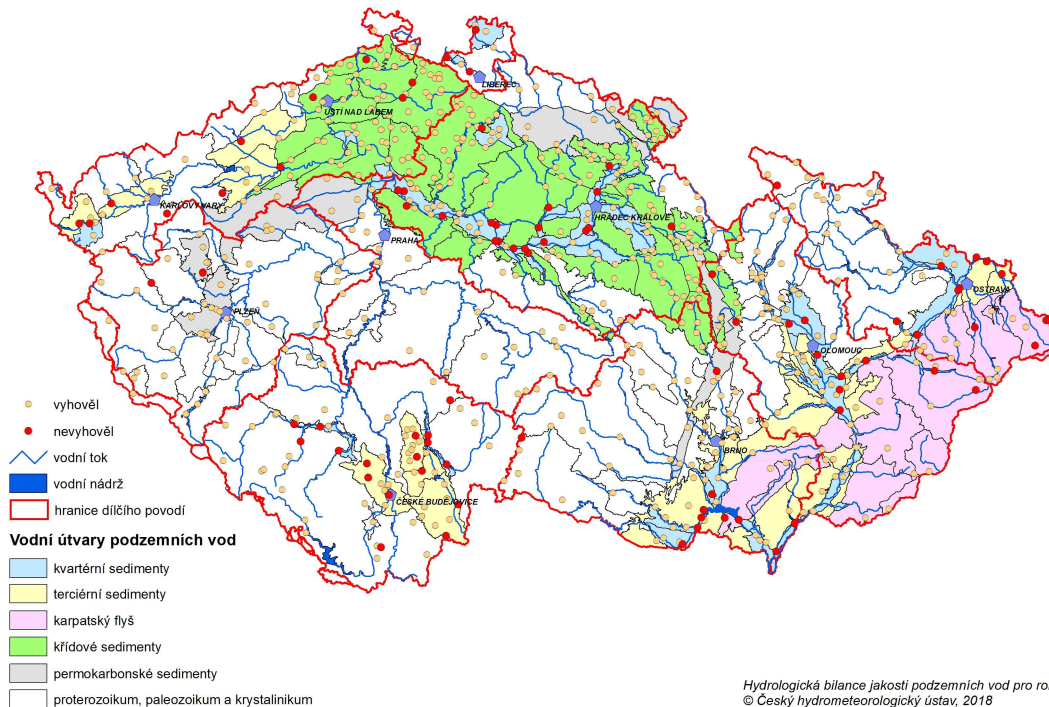 LIBEREC
ÚSTÍ NAD LABEM
KARLOVY VARY
HRADEC KRÁLOVÉ
PRAHA
OSTRAVA
PLZEŇ
OLOMOUC
BRNO
ČESKÉ BUDĚJOVICE
vyhověl
nevyhověl
vodní tok
vodní nádrž
hranice dílčího povodí
Vodní útvary podzemních vod
kvartérní sedimenty
terciérní sedimenty
karpatský flyš
křídové sedimenty
permokarbonské sedimenty
proterozoikum, paleozoikum a krystalinikum
Hydrologická bilance jakosti podzemních vod pro ro
© Český hydrometeorologický ústav, 2018